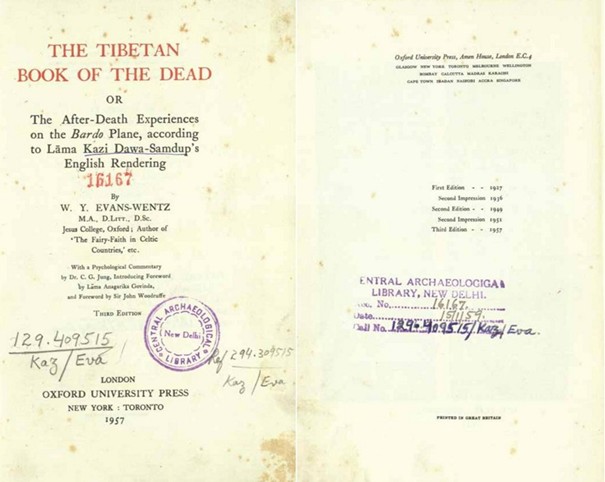 THE TIBETAN
BOOK OF THE DEAD
OR
The After-Death Experiences
on the Bardo Plane, according
to Lāma Kazi Dawa-Samdup's
English Rendering
16167
By
W. Y. EVANS-WENTZ
M.A., D.LITT., D.Sc.
Jesus College, Oxford; Author of
'The Fairy-Faith in Celtic
Countries,' etc.
With a Psychological Commentary
by Dr. C. G. Jung, Introducing Foreword
by Lāma Anagarika Govinda,
and Foreword by Sir John Woodroffe
THIRD EDITION
CENTRAL ARCHAEOLOGICAL
LIBRARY
(New Delhi)
129.409515
Kaz/Eva
Ref 294.309515
Kaz/Eva
LONDON
OXFORD UNIVERSITY PRESS
NEW YORK : TORONTO
1957
Oxford University Press, Amen House, London E.C.4
GLASGOW NEW YORK TORONTO MELBOURNE WELLINGTON
BOMBAY CALCUTTA MADRAS KARACHI
CAPE TOWN IBADAN NAIROBI ACCRA SINGAPORE
First Edition - - 1927
Second Impression 1936
Second Edition - - 1949
Second Impression 1951
Third Edition - - 1957
ENTRAL ARCHAEOLOGICA
LIBRARY, NEW DELHI.
No. 16167.
Date. 15/1/59.
Call No. 129.409515/Kaz/Eva.
PRINTED IN GREAT BRITAIN